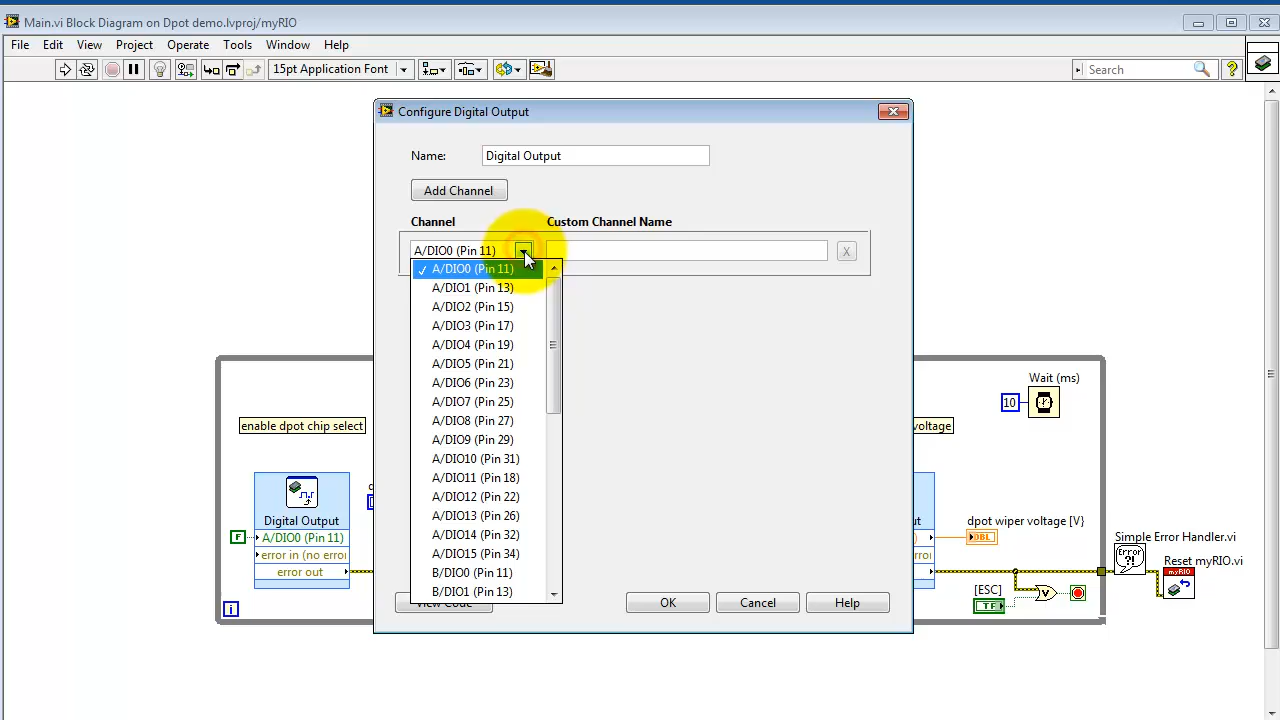 Main.vi Block Diagram on Dpot demo.lvproj/myRIO
File Edit View Project Operate Tools Window Help
15pt Application Font
Search
?
Configure Digital Output
Name: Digital Output
Add Channel
Channel Custom Channel Name
A/DIO0 (Pin 11)
X
✓ A/DIO0 (Pin 11)
A/DIO1 (Pin 13)
A/DIO2 (Pin 15)
A/DIO3 (Pin 17)
A/DIO4 (Pin 19)
A/DIO5 (Pin 21)
A/DIO6 (Pin 23)
A/DIO7 (Pin 25)
A/DIO8 (Pin 27)
A/DIO9 (Pin 29)
A/DIO10 (Pin 31)
A/DIO11 (Pin 18)
A/DIO12 (Pin 22)
A/DIO13 (Pin 26)
A/DIO14 (Pin 32)
A/DIO15 (Pin 34)
B/DIO0 (Pin 11)
B/DIO1 (Pin 13)
View Code
OK Cancel Help
enable dpot chip select
Digital Output
F
A/DIO0 (Pin 11)
error in (no error
error out
i
Wait (ms)
10
voltage
dpot wiper voltage [V]
DBL
[ESC]
TF
V
Simple Error Handler.vi
Error
?!
Reset myRIO.vi
myRIO